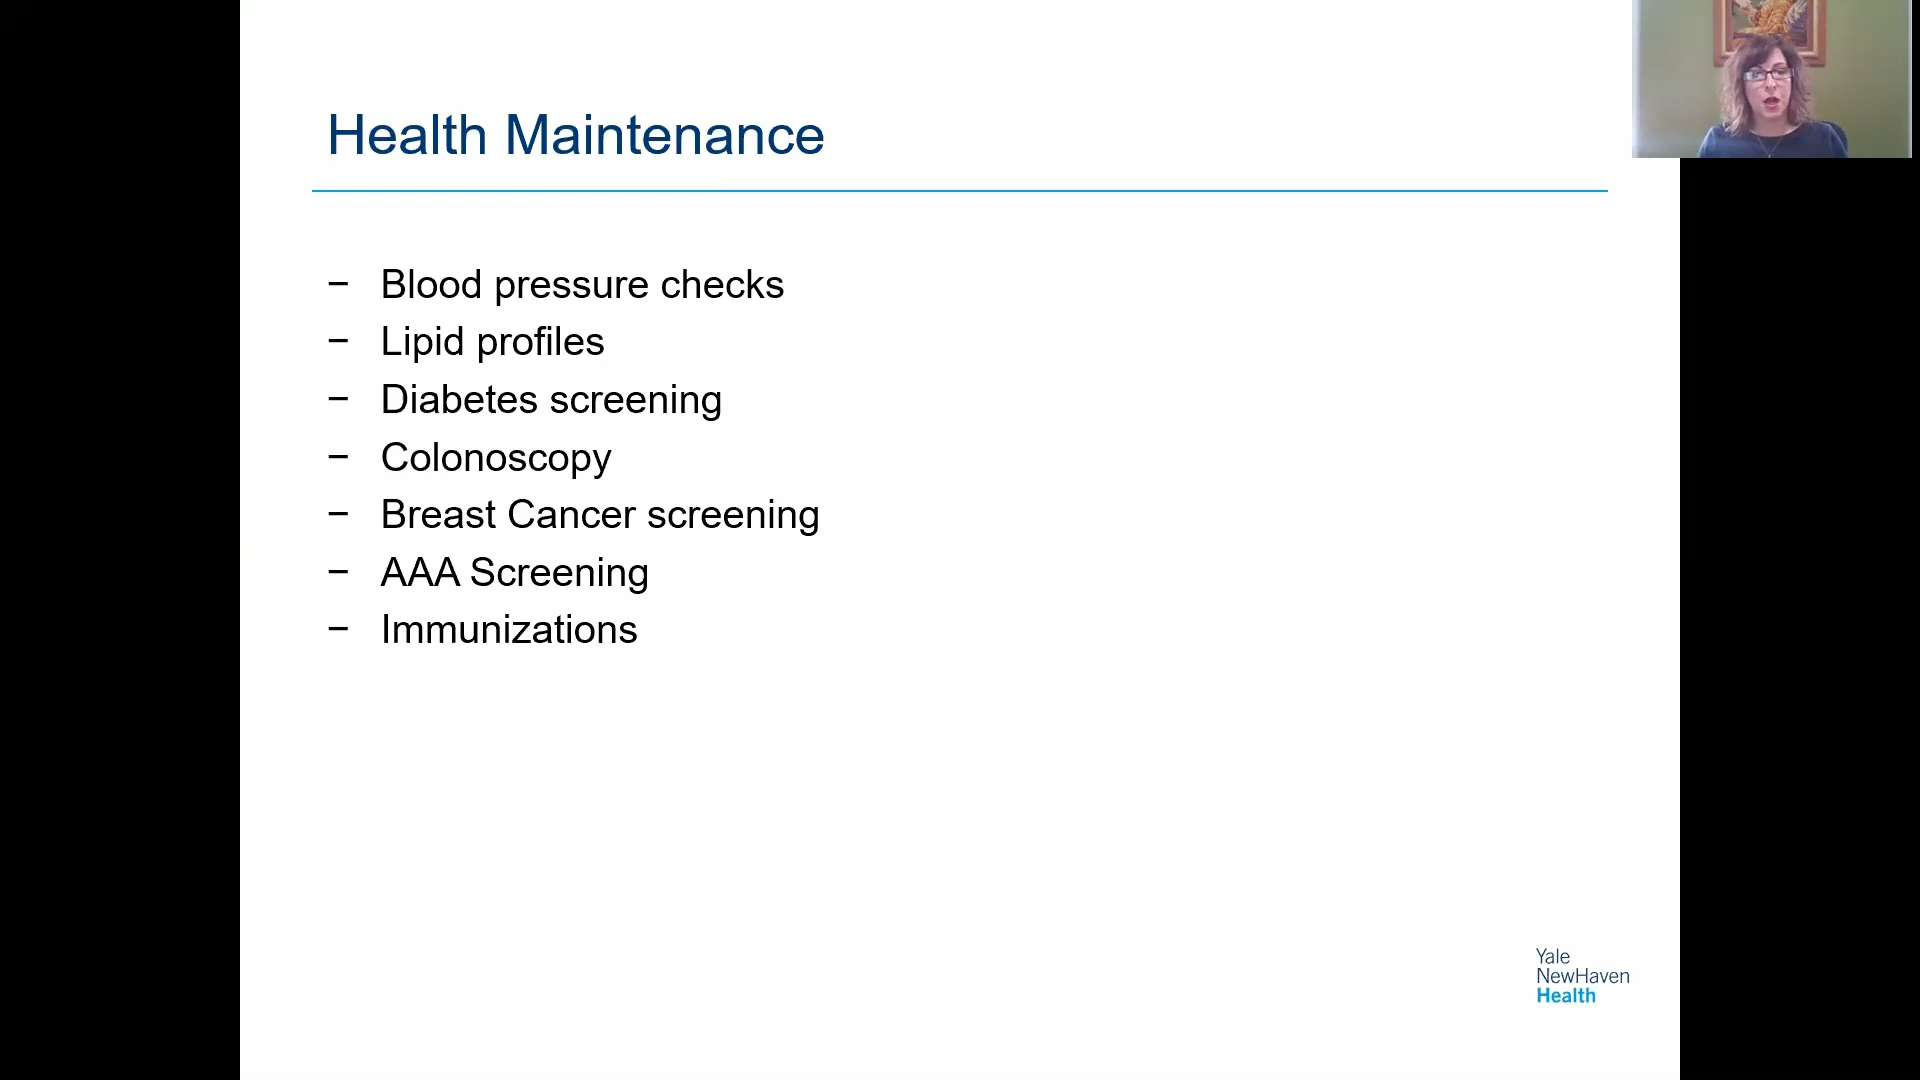 Health Maintenance
− Blood pressure checks
− Lipid profiles
− Diabetes screening
− Colonoscopy
− Breast Cancer screening
− AAA Screening
− Immunizations
Yale
NewHaven
Health